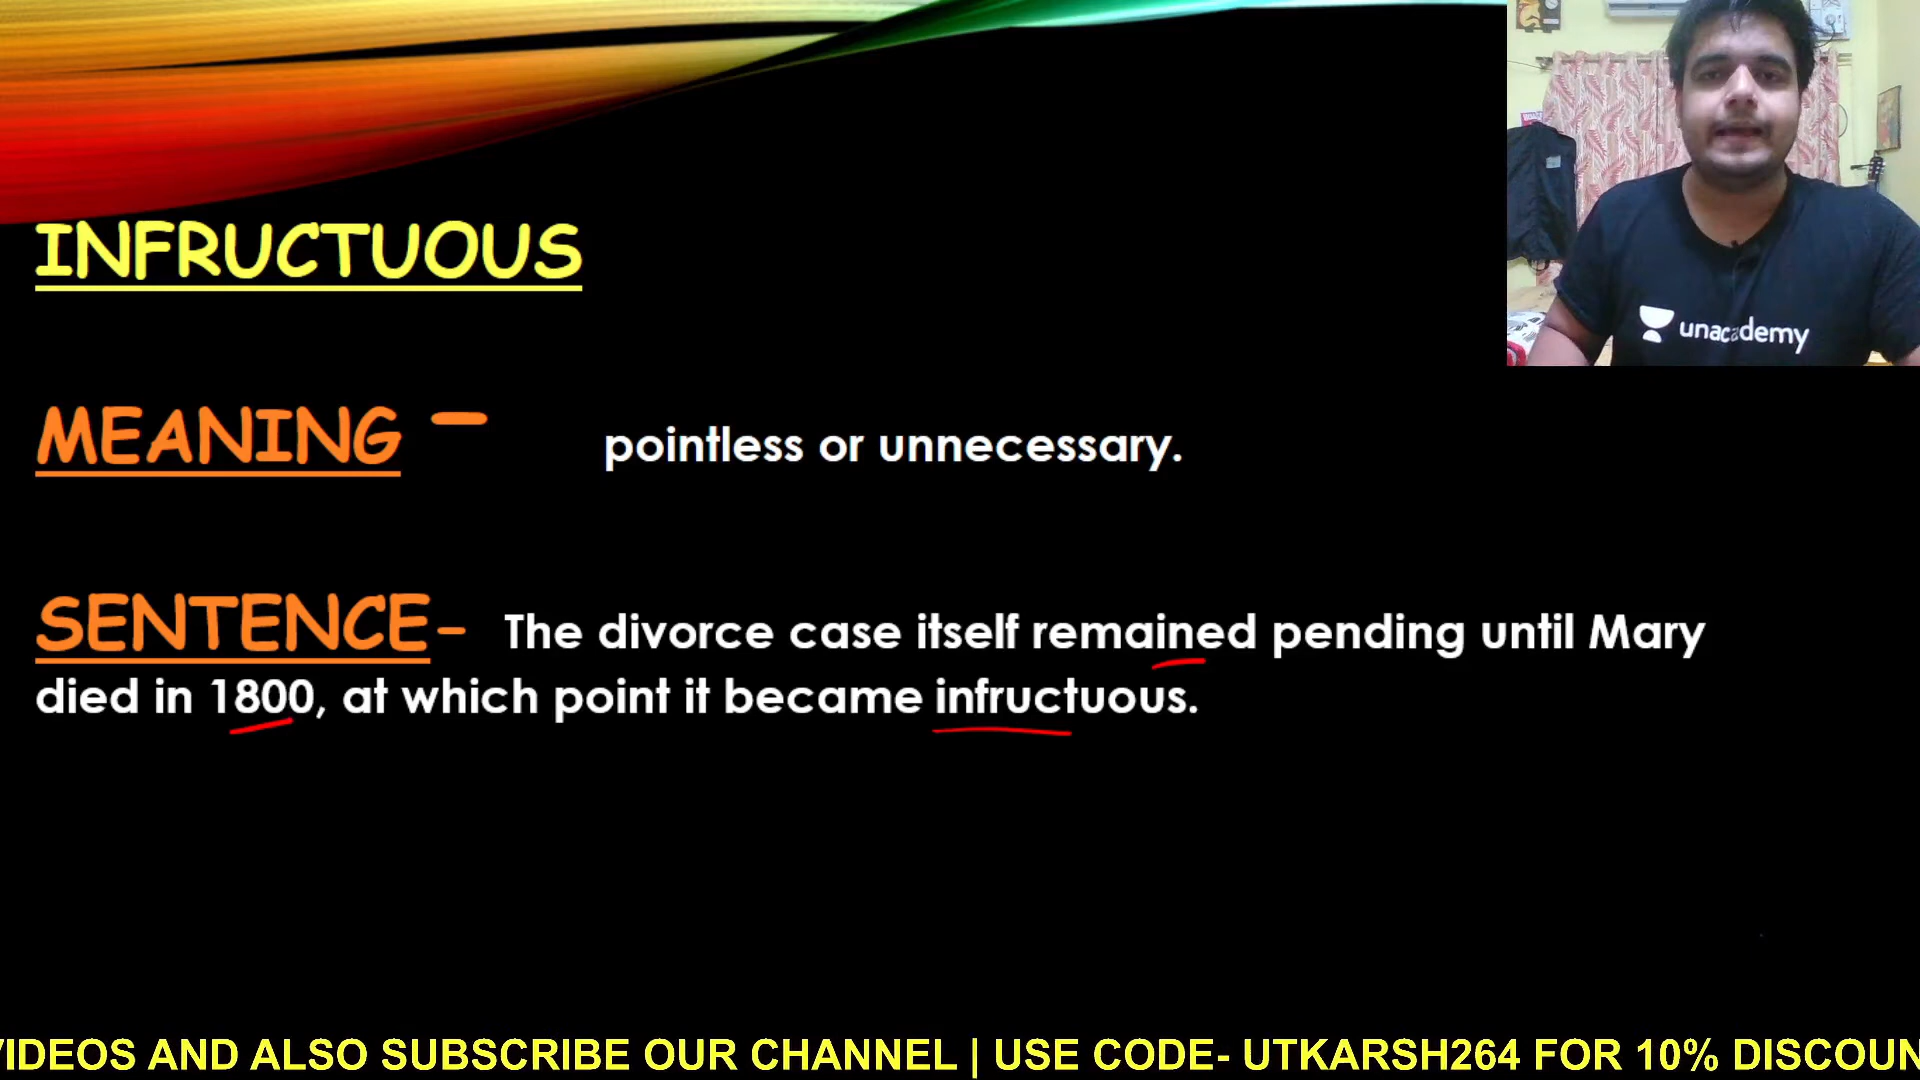 INFRUCTUOUS
unacademy
MEANING – pointless or unnecessary.
SENTENCE- The divorce case itself remained pending until Mary
died in 1800, at which point it became infructuous.
VIDEOS AND ALSO SUBSCRIBE OUR CHANNEL | USE CODE- UTKARSH264 FOR 10% DISCOUN